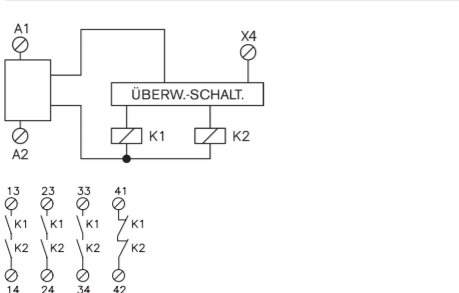 A1
X4
ÜBERW.-SCHALT.
K1 K2
A2
13 23 33 41
K1 K1 K1 K1
K2 K2 K2 K2
14 24 34 42